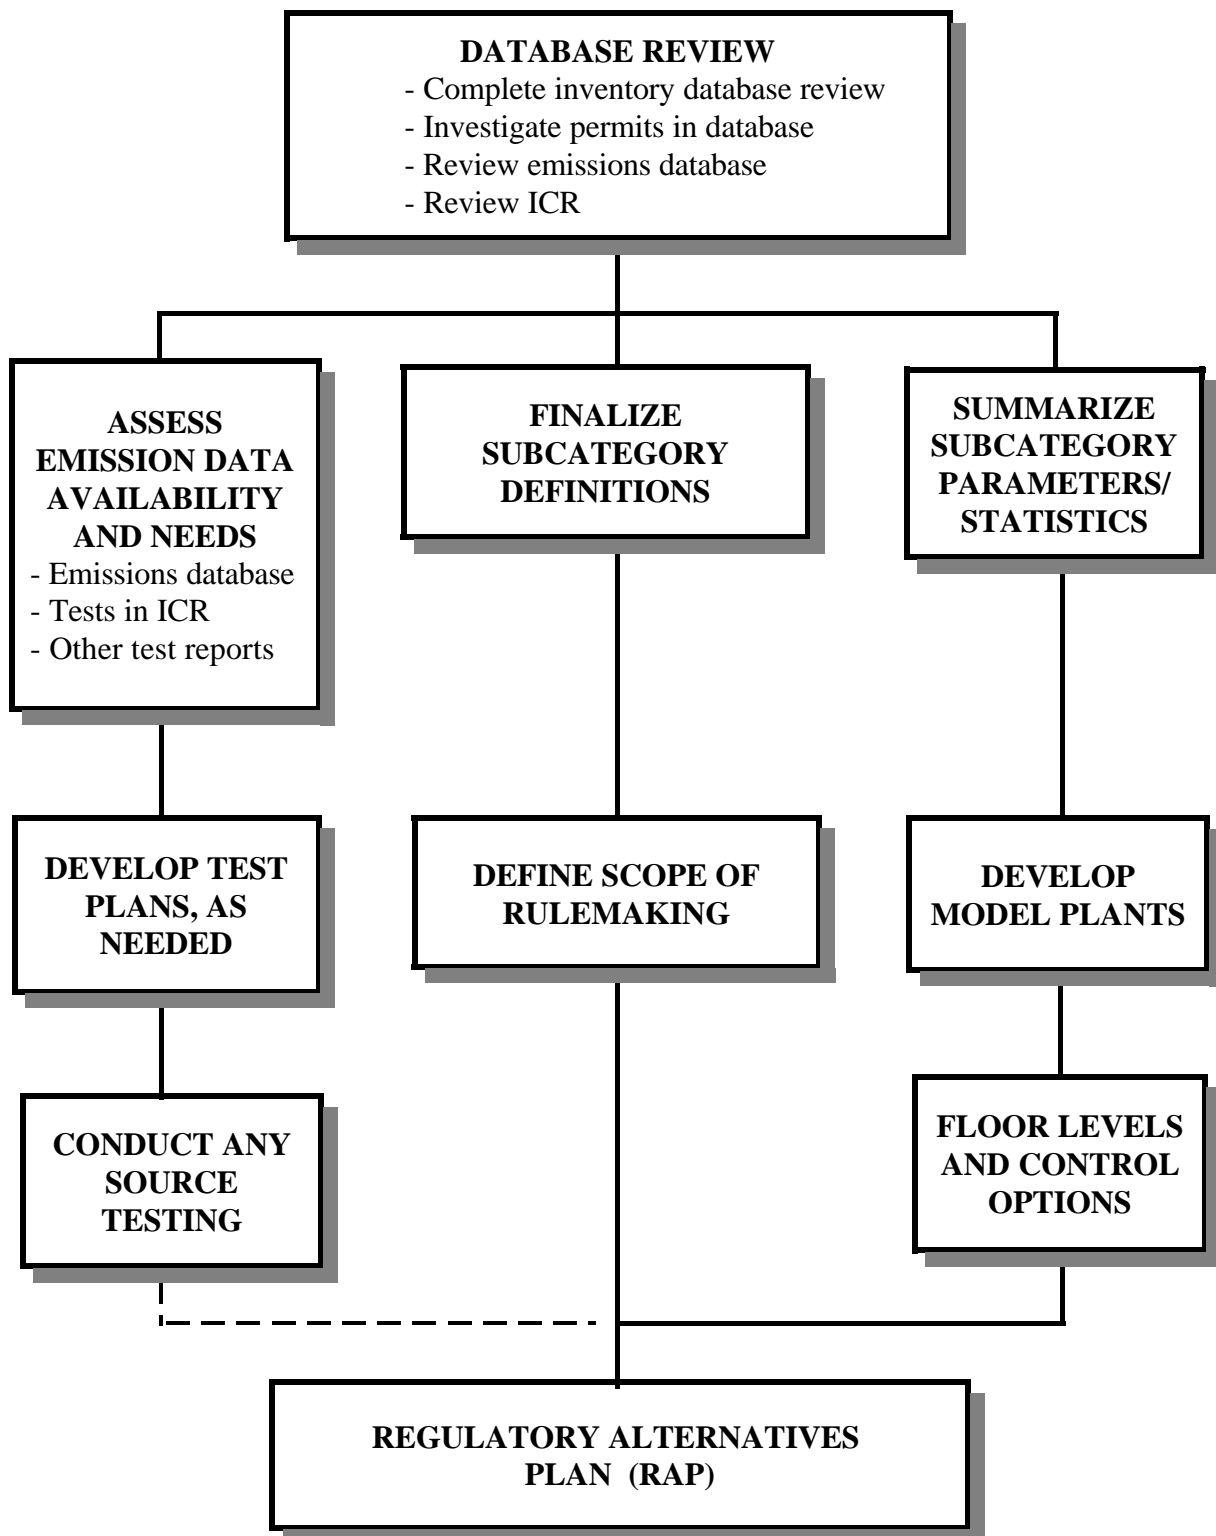 DATABASE REVIEW
- Complete inventory database review
- Investigate permits in database
- Review emissions database
- Review ICR
ASSESS
EMISSION DATA
AVAILABILITY
AND NEEDS
- Emissions database
- Tests in ICR
- Other test reports
FINALIZE
SUBCATEGORY
DEFINITIONS
SUMMARIZE
SUBCATEGORY
PARAMETERS/
STATISTICS
DEVELOP TEST
PLANS, AS
NEEDED
DEFINE SCOPE OF
RULEMAKING
DEVELOP
MODEL PLANTS
CONDUCT ANY
SOURCE
TESTING
FLOOR LEVELS
AND CONTROL
OPTIONS
REGULATORY ALTERNATIVES
PLAN (RAP)